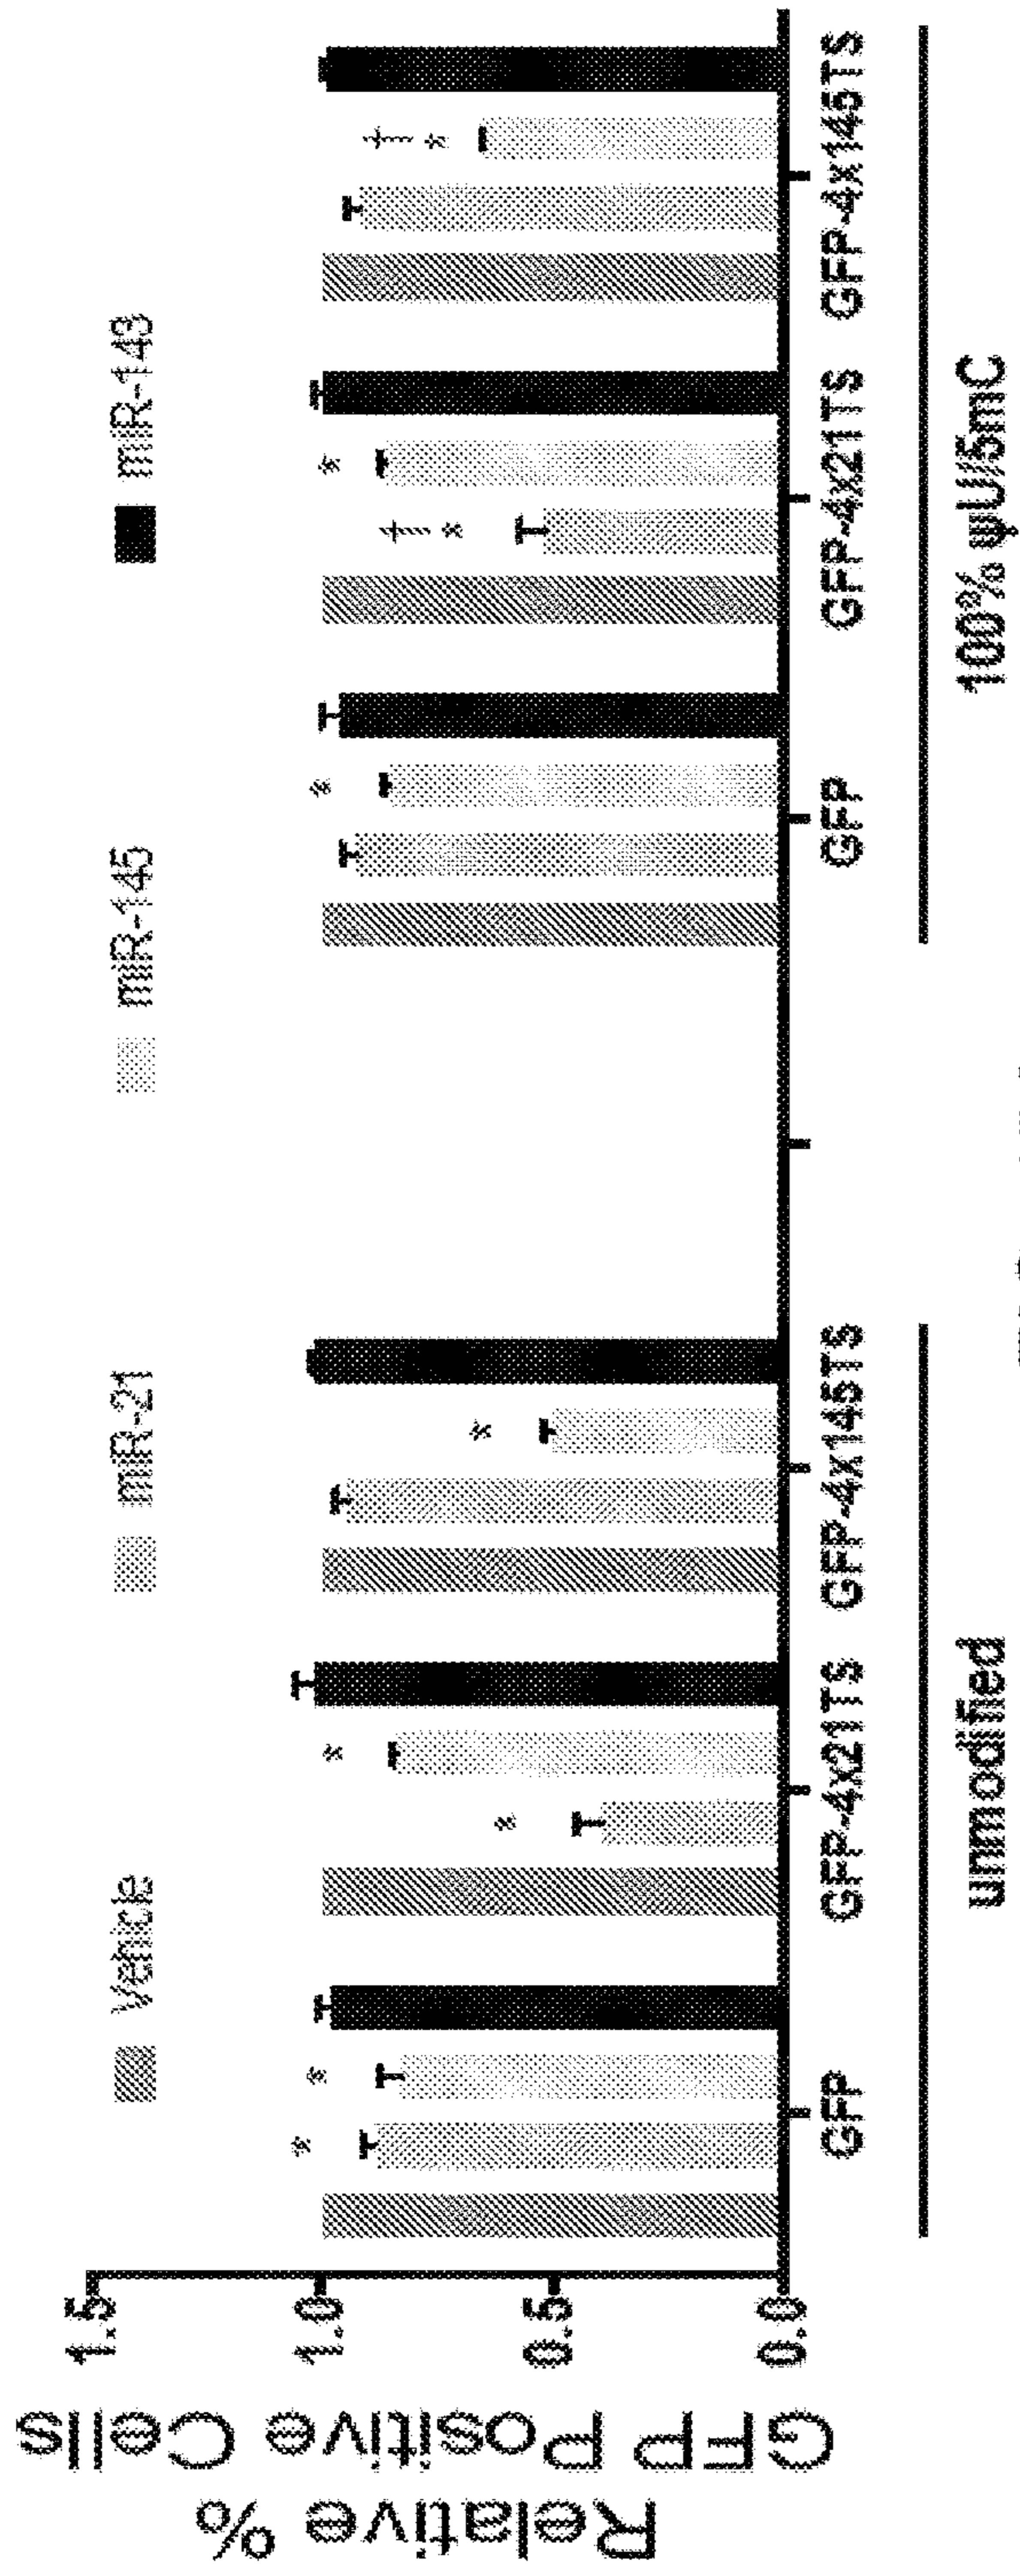 Relative %
GFP Positive Cells
1.5
1.0
0.5
0.0
Vehicle
miR-21
miR-145
miR-143
GFP
GFP-4x21TS
GFP-4x145TS
GFP
GFP-4x21TS
GFP-4x145TS
unmodified
100% ψU/5mC